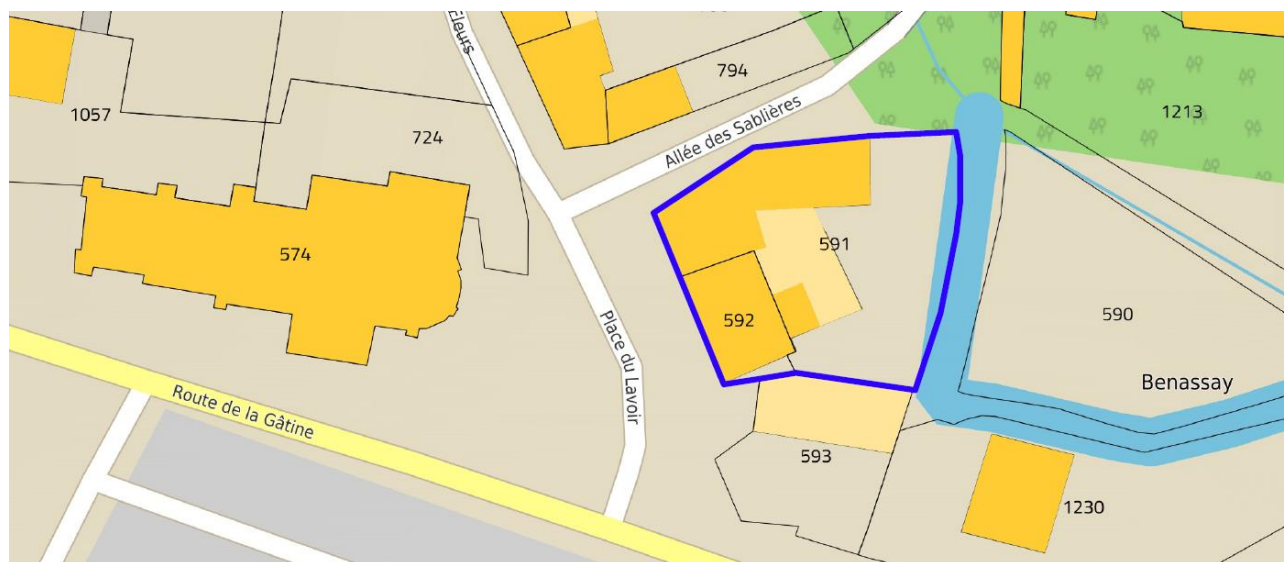 Fleurs
794
1057
724
1213
Allée des Sablières
591
574
592
590
Place du Lavoir
Benassay
Route de la Gâtine
593
1230